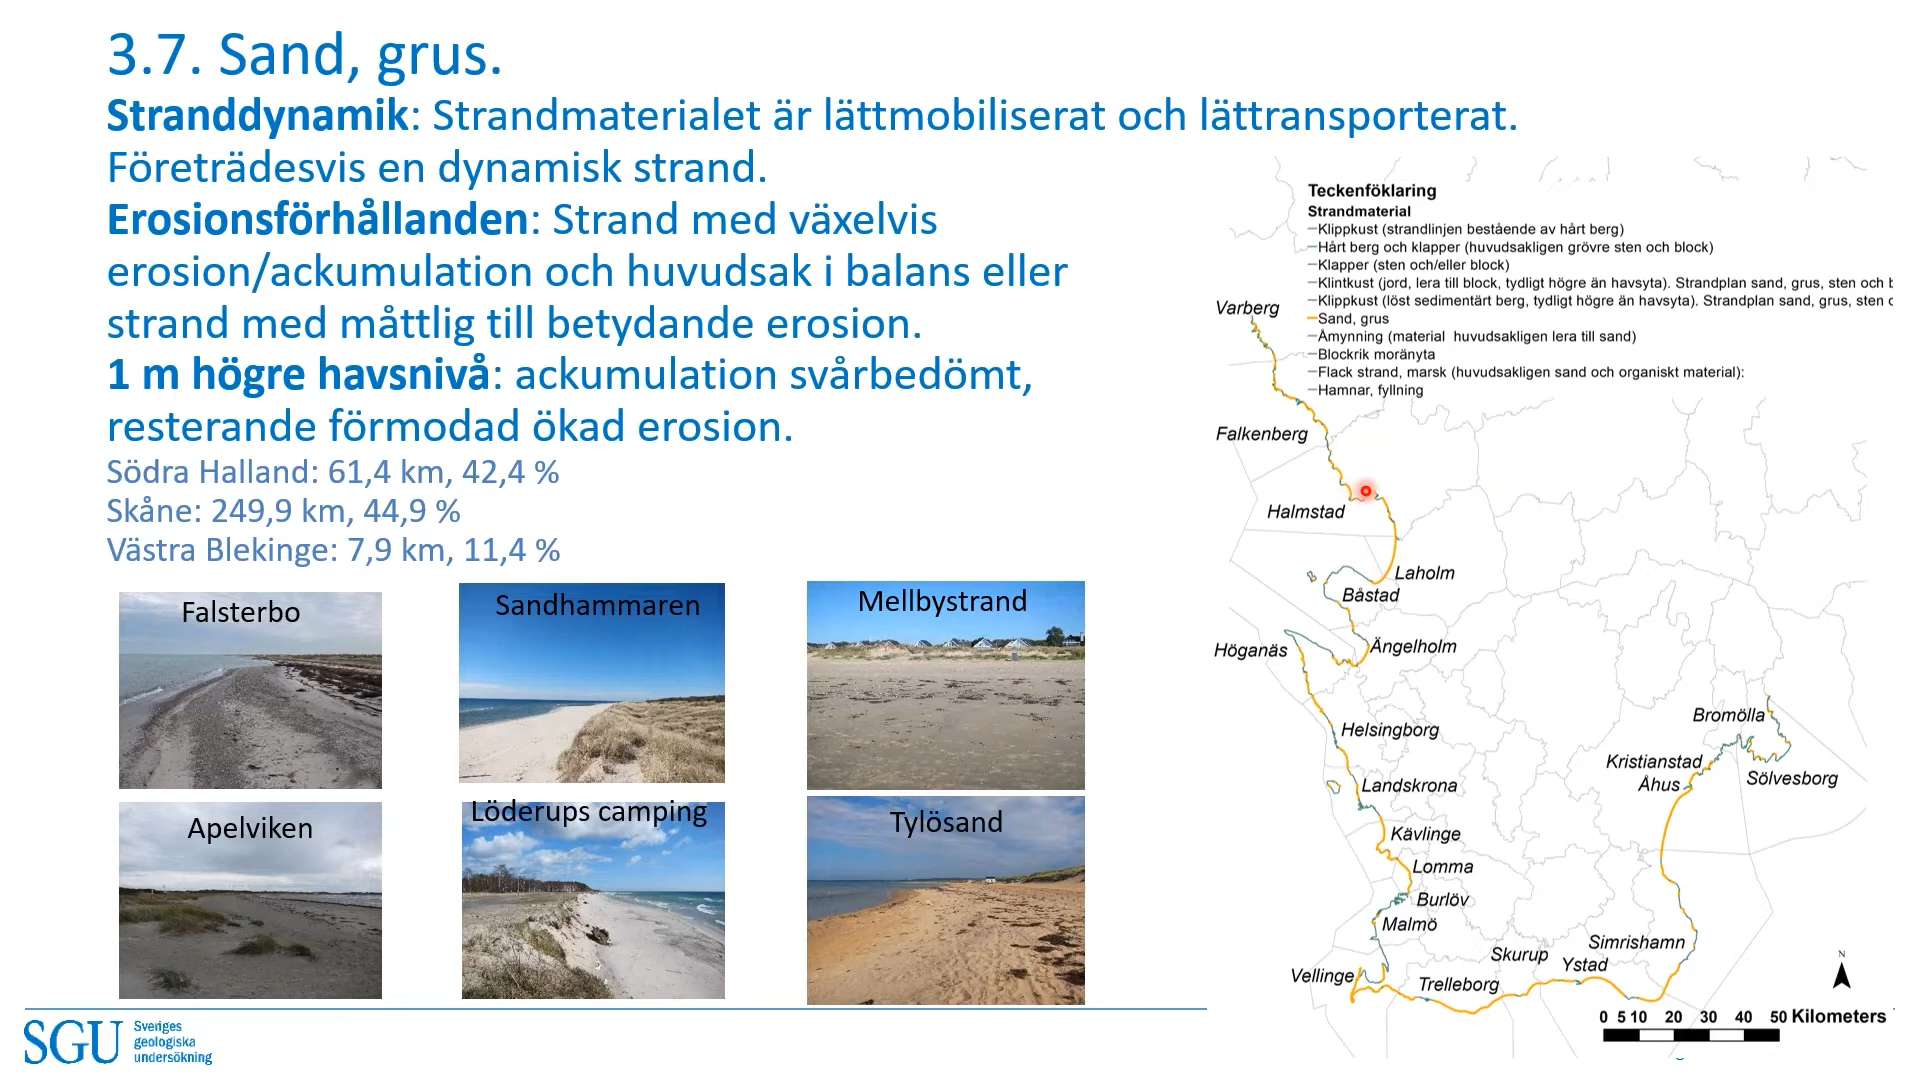 3.7. Sand, grus.
Stranddynamik: Strandmaterialet är lättmobiliserat och lättransporterat.
Företrädesvis en dynamisk strand.
Erosionsförhållanden: Strand med växelvis
erosion/ackumulation och huvudsak i balans eller
strand med måttlig till betydande erosion.
1 m högre havsnivå: ackumulation svårbedömt,
resterande förmodad ökad erosion.
Södra Halland: 61,4 km, 42,4 %
Skåne: 249,9 km, 44,9 %
Västra Blekinge: 7,9 km, 11,4 %
Falsterbo
Sandhammaren
Mellbystrand
Apelviken
Löderups camping
Tylösand
Teckenföklaring
Strandmaterial
Klippkust (strandlinjen bestående av hårt berg)
Hårt berg och klapper (huvudsakligen grövre sten och block)
Klapper (sten och/eller block)
Klintkust (jord, lera till block, tydligt högre än havsyta). Strandplan sand, grus, sten och
Klippkust (löst sedimentärt berg, tydligt högre än havsyta). Strandplan sand, grus, sten
Sand, grus
Åmynning (material huvudsakligen lera till sand)
Blockrik moränyta
Flack strand, marsk (huvudsakligen sand och organiskt material):
Hamnar, fyllning
Varberg
Falkenberg
Halmstad
Laholm
Båstad
Ängelholm
Höganäs
Helsingborg
Landskrona
Kävlinge
Lomma
Burlöv
Malmö
Vellinge
Trelleborg
Skurup
Ystad
Simrishamn
Bromölla
Kristianstad
Åhus
Sölvesborg
N
0 5 10 20 30 40 50 Kilometers
SGU
Sveriges
geologiska
undersökning